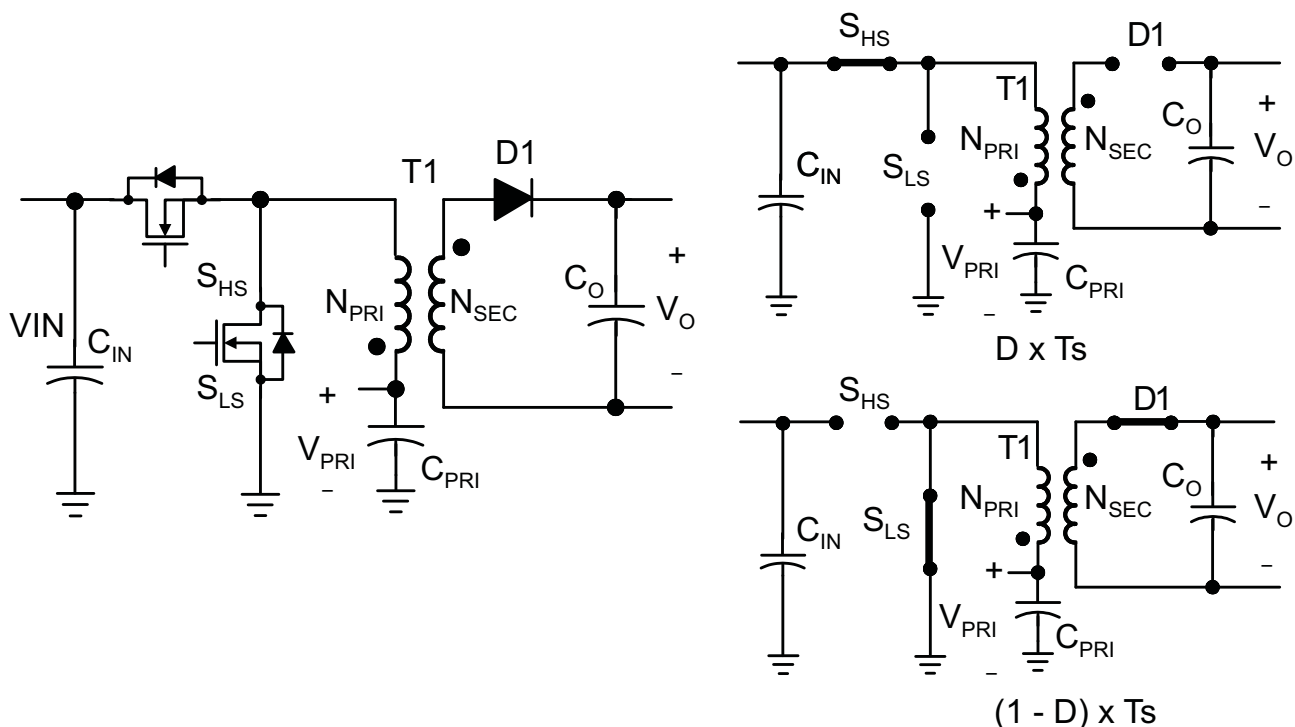 VIN
C_IN
S_HS
S_LS
T1
N_PRI
N_SEC
D1
C_O
+
V_O
–
+
V_PRI
–
C_PRI
S_HS
D1
T1
C_IN
S_LS
N_PRI
N_SEC
C_O
+
V_O
–
+
V_PRI
–
C_PRI
D x Ts
S_HS
D1
T1
C_IN
S_LS
N_PRI
N_SEC
C_O
+
V_O
–
+
V_PRI
–
C_PRI
(1 - D) x Ts